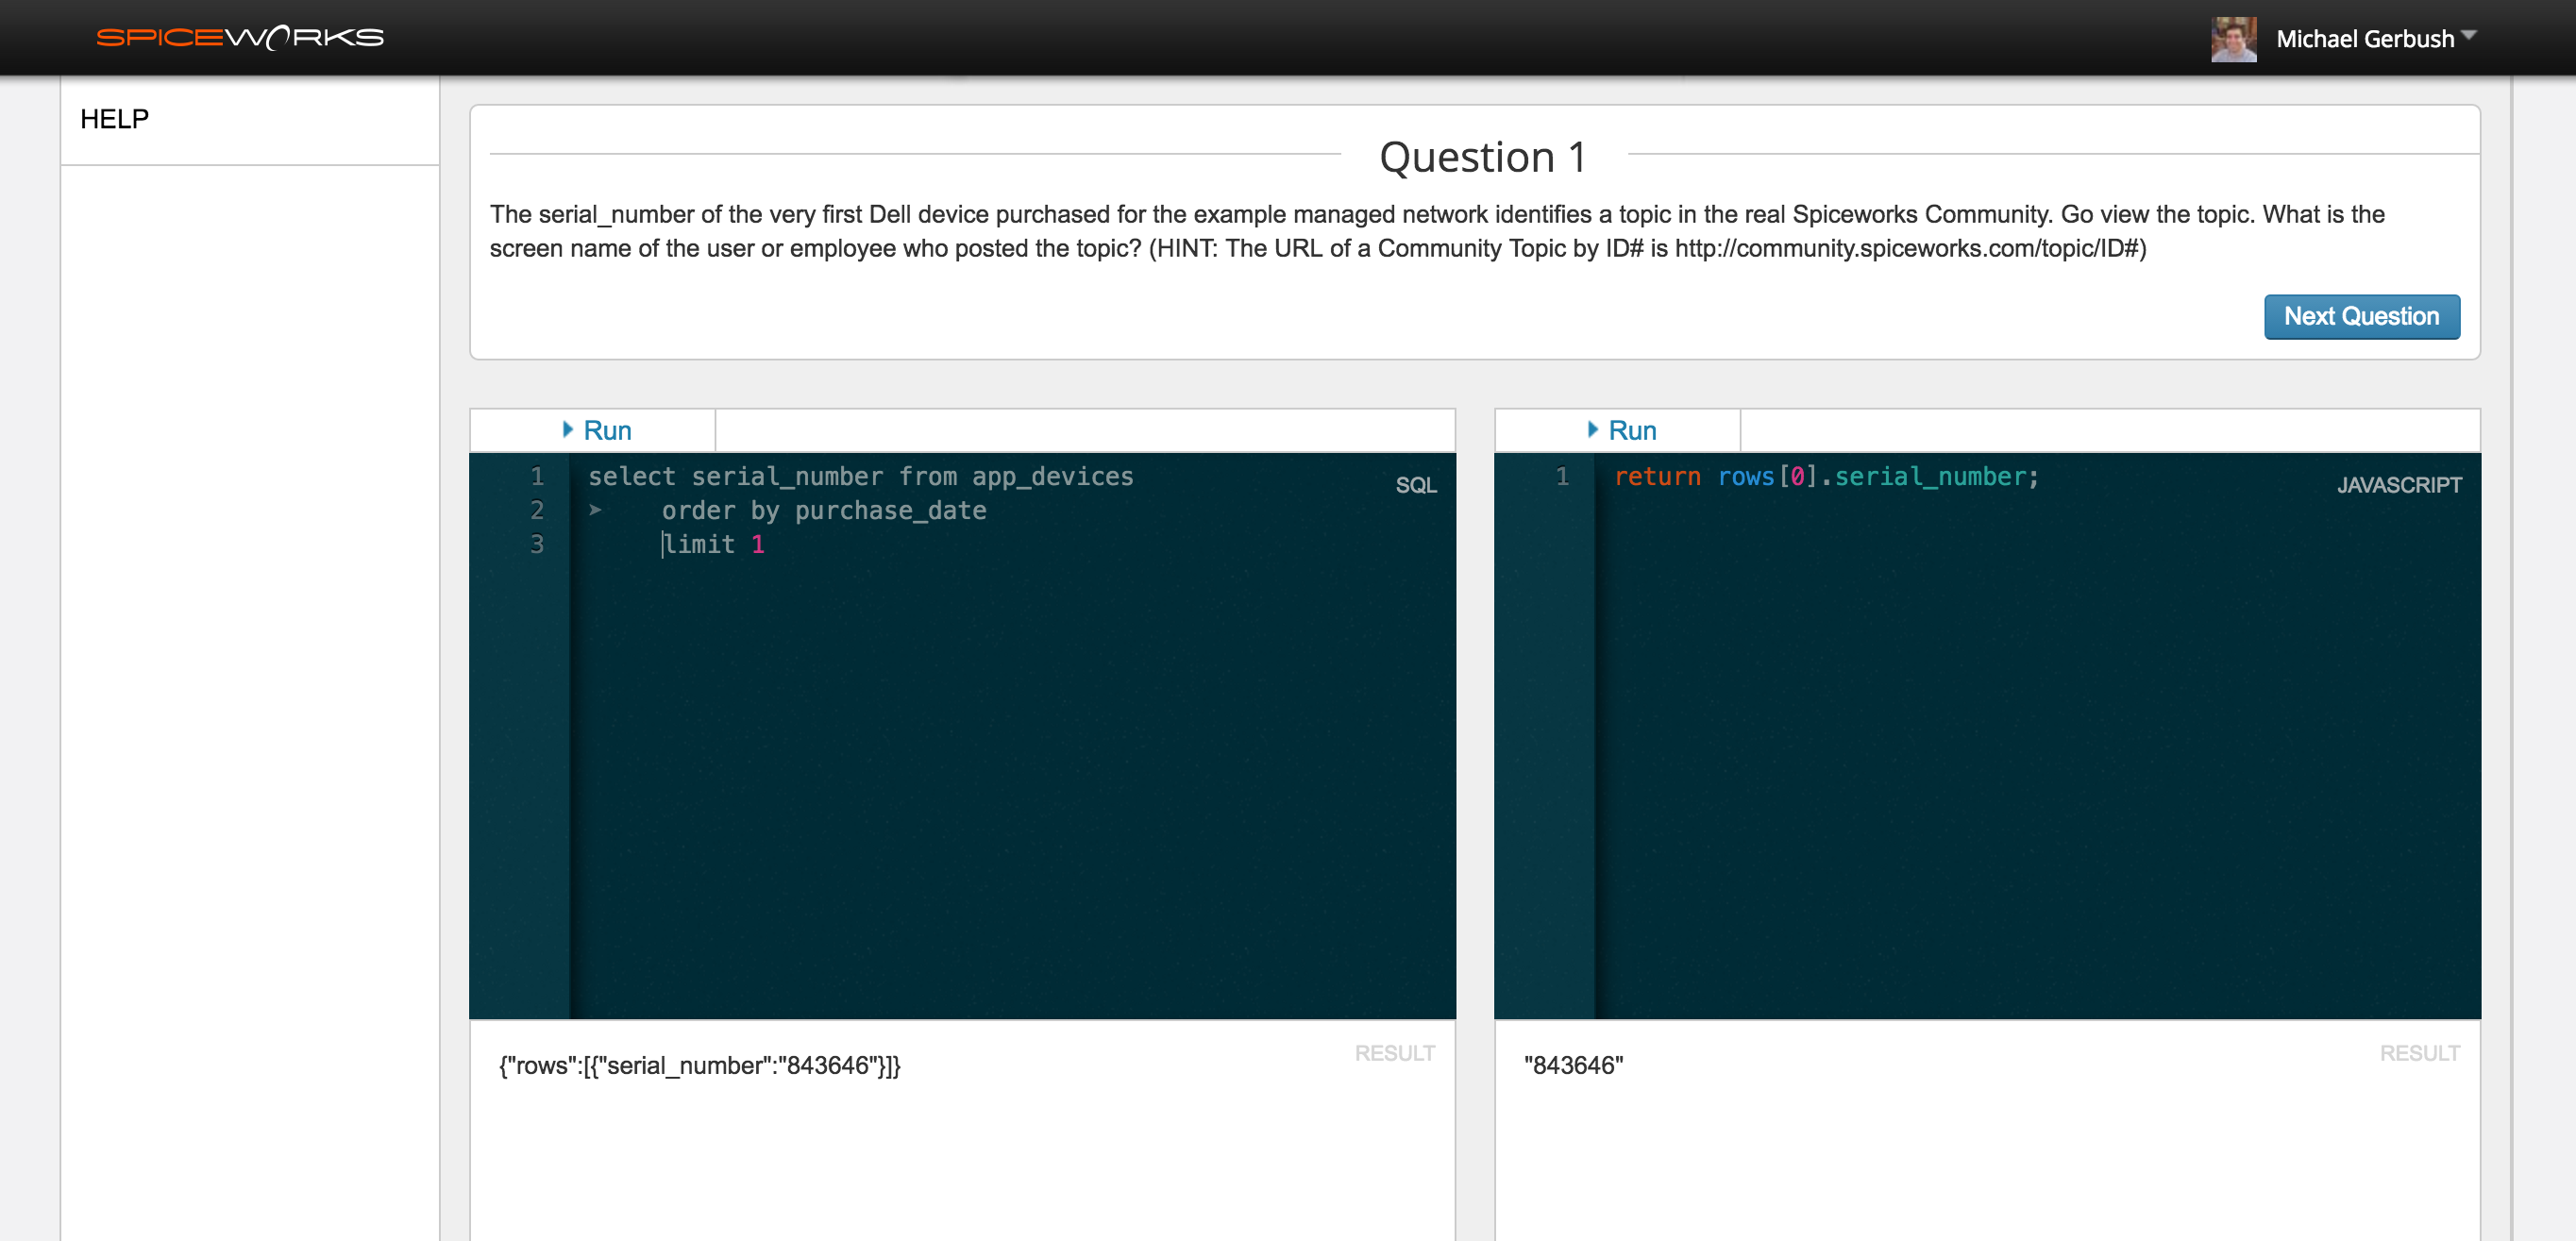 SPICEWORKS
Michael Gerbush
HELP
Question 1
The serial_number of the very first Dell device purchased for the example managed network identifies a topic in the real Spiceworks Community. Go view the topic. What is the
screen name of the user or employee who posted the topic? (HINT: The URL of a Community Topic by ID# is http://community.spiceworks.com/topic/ID#)
Next Question
Run
SQL
1 select serial_number from app_devices
2 order by purchase_date
3 limit 1
RESULT
{"rows":[{"serial_number":"843646"}]}
Run
JAVASCRIPT
1 return rows[0].serial_number;
RESULT
"843646"